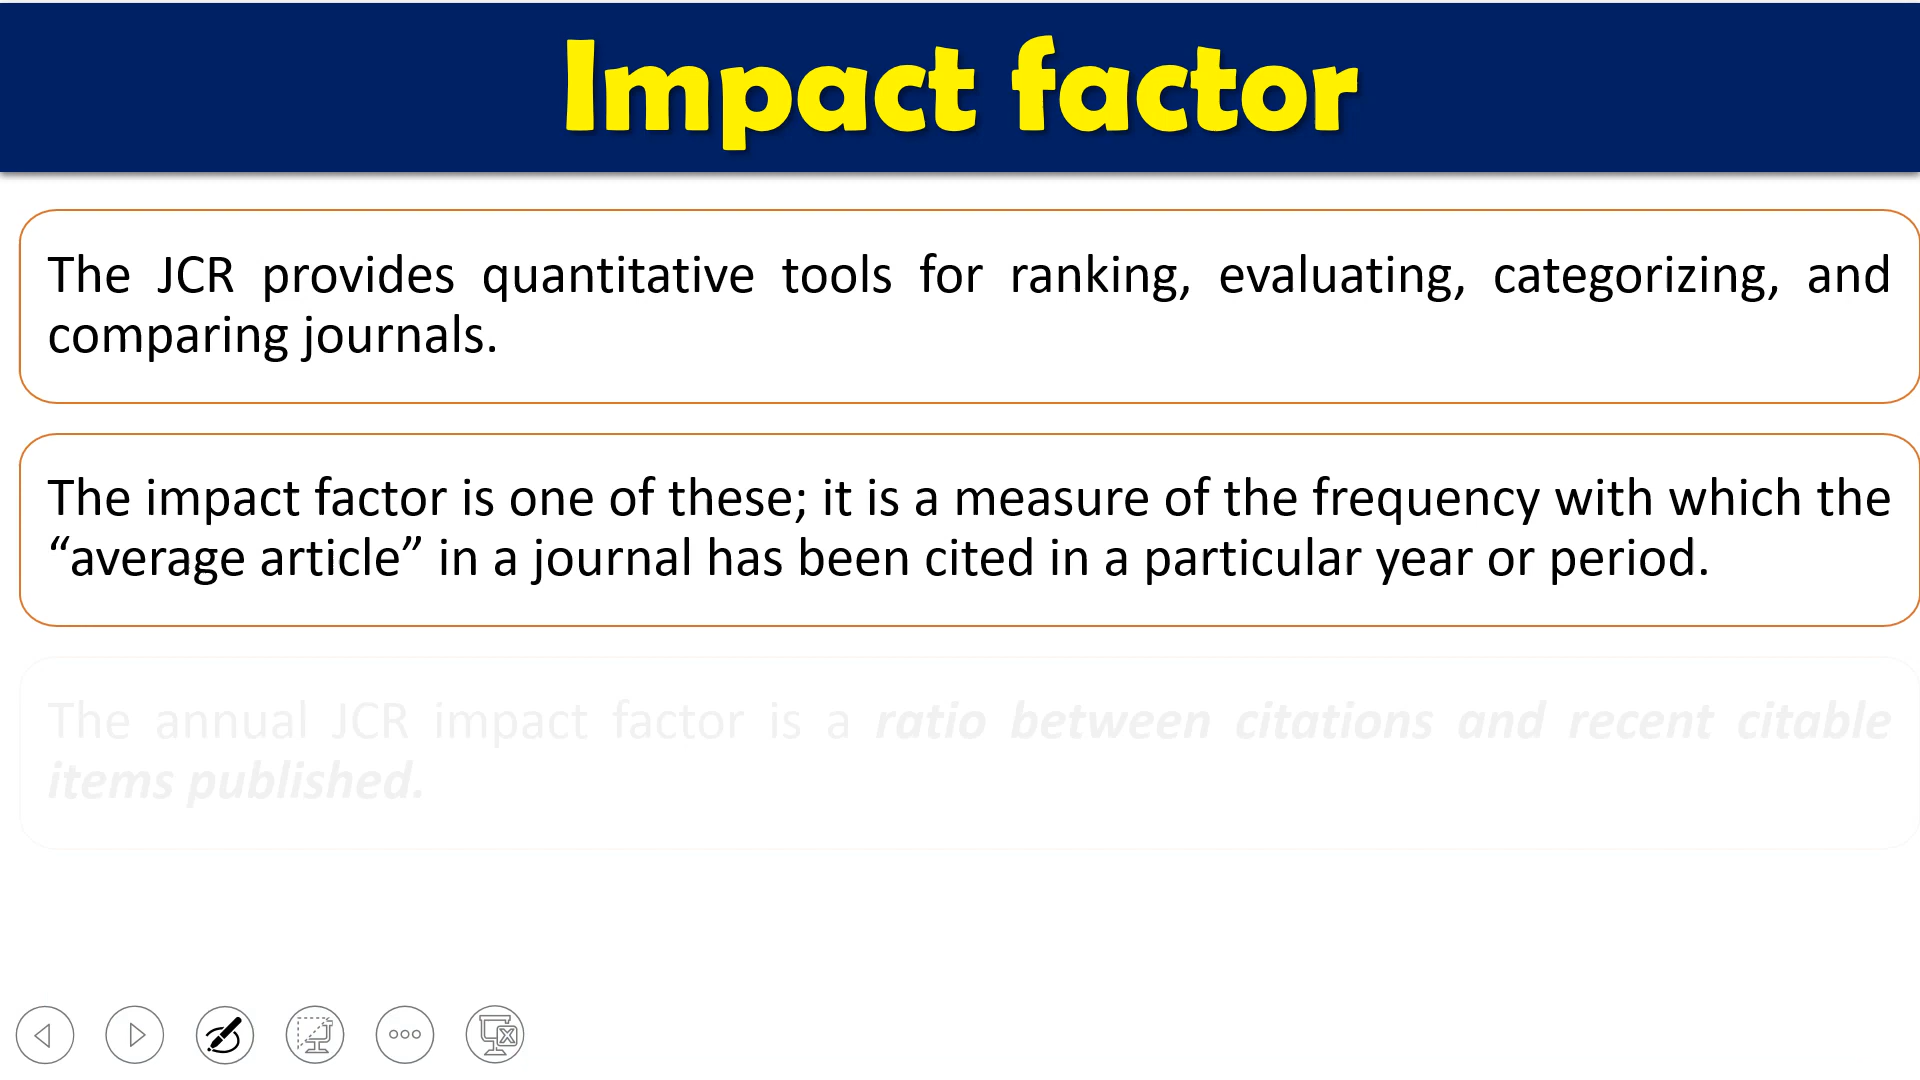 Impact factor
The JCR provides quantitative tools for ranking, evaluating, categorizing, and
comparing journals.
The impact factor is one of these; it is a measure of the frequency with which the
“average article” in a journal has been cited in a particular year or period.
The annual JCR impact factor is a ratio between citations and recent citable
items published.